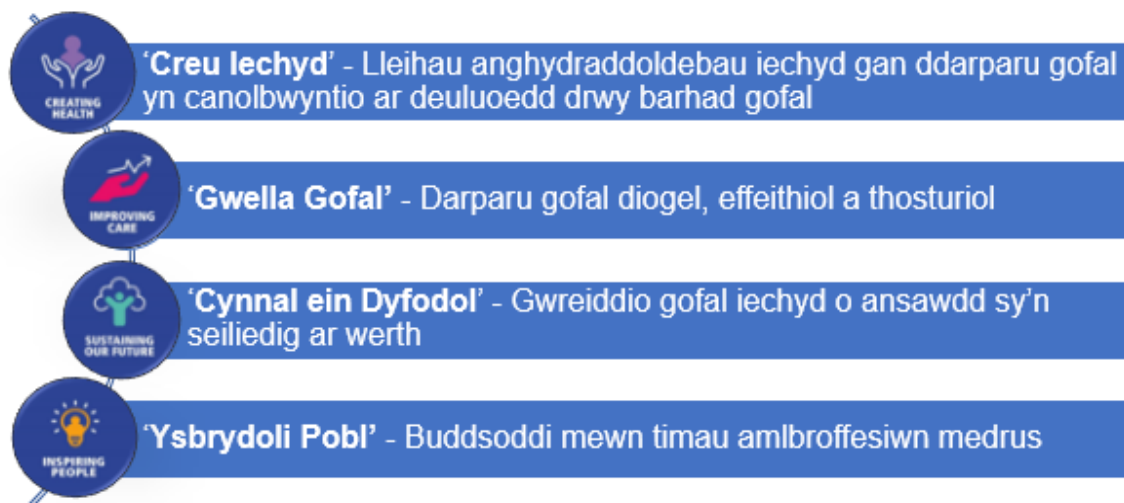 CREATING
HEALTH
‘Creu Iechyd’ - Lleihau anghydraddoldebau iechyd gan ddarparu gofal
yn canolbwyntio ar deuluoedd drwy barhad gofal
IMPROVING
CARE
‘Gwella Gofal’ - Darparu gofal diogel, effeithiol a thosturiol
SUSTAINING
OUR FUTURE
‘Cynnal ein Dyfodol’ - Gwreiddio gofal iechyd o ansawdd sy’n
seiliedig ar werth
INSPIRING
PEOPLE
‘Ysbrydoli Pobl’ - Buddsoddi mewn timau amlbroffesiwn medrus